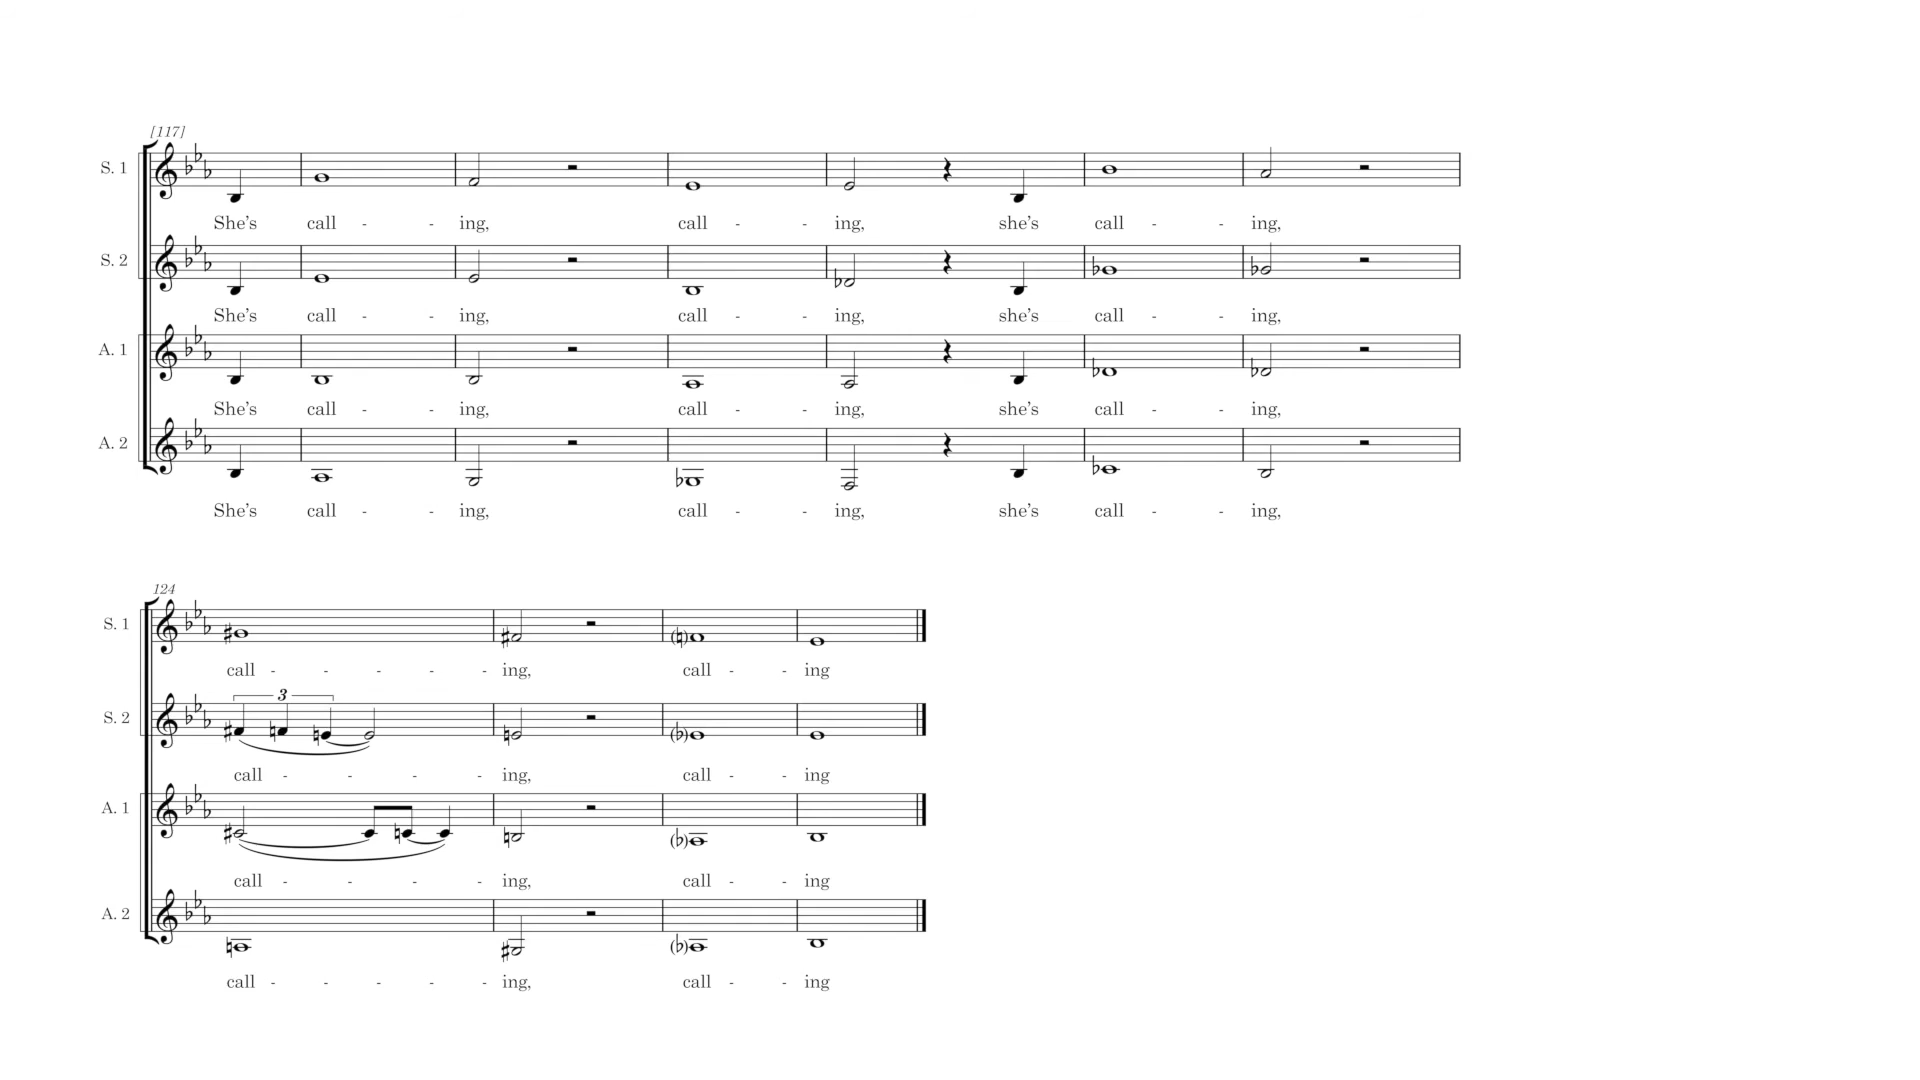 [117]
S. 1
She's call - - ing, call - - ing, she's call - - ing,
S. 2
She's call - - ing, call - - ing, she's call - - ing,
A. 1
She's call - - ing, call - - ing, she's call - - ing,
A. 2
She's call - - ing, call - - ing, she's call - - ing,
124
S. 1
call - - - - - ing, call - - ing
3
S. 2
call - - - - ing, call - - ing
A. 1
call - - - - ing, call - - ing
A. 2
call - - - - - ing, call - - ing